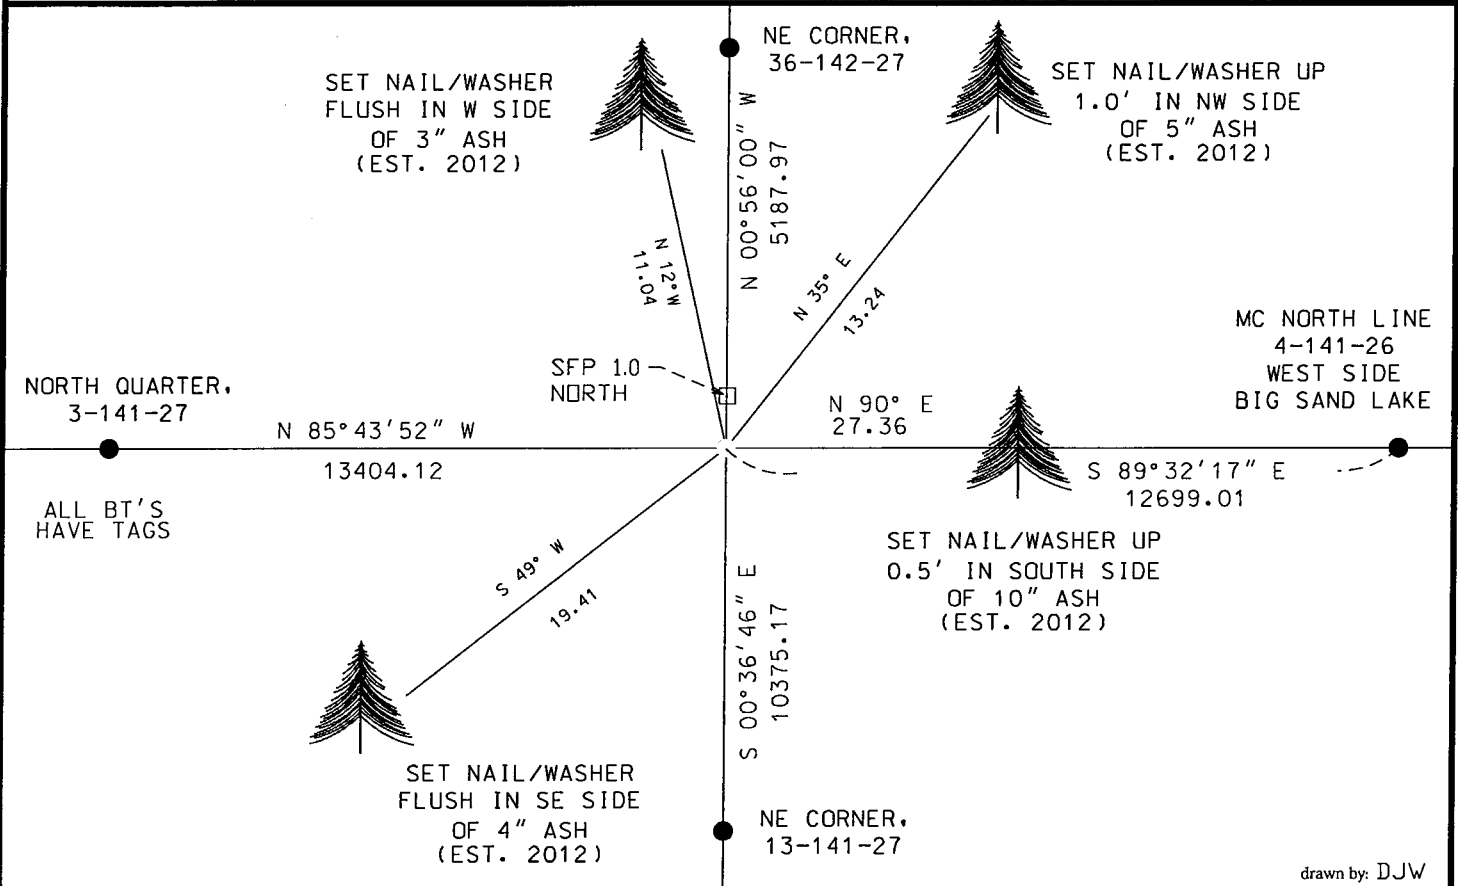 NE CORNER,
36-142-27
SET NAIL/WASHER
FLUSH IN W SIDE
OF 3" ASH
(EST. 2012)
SET NAIL/WASHER UP
1.0' IN NW SIDE
OF 5" ASH
(EST. 2012)
N 00°56'00" W
5187.97
N 12°W
11.04
N 35° E
13.24
SFP 1.0
NORTH
MC NORTH LINE
4-141-26
WEST SIDE
BIG SAND LAKE
NORTH QUARTER,
3-141-27
N 85°43'52" W
13404.12
N 90° E
27.36
S 89°32'17" E
12699.01
ALL BT'S
HAVE TAGS
SET NAIL/WASHER UP
0.5' IN SOUTH SIDE
OF 10" ASH
(EST. 2012)
S 49° W
19.41
S 00°36'46" E
10375.17
SET NAIL/WASHER
FLUSH IN SE SIDE
OF 4" ASH
(EST. 2012)
NE CORNER,
13-141-27
drawn by: DJW